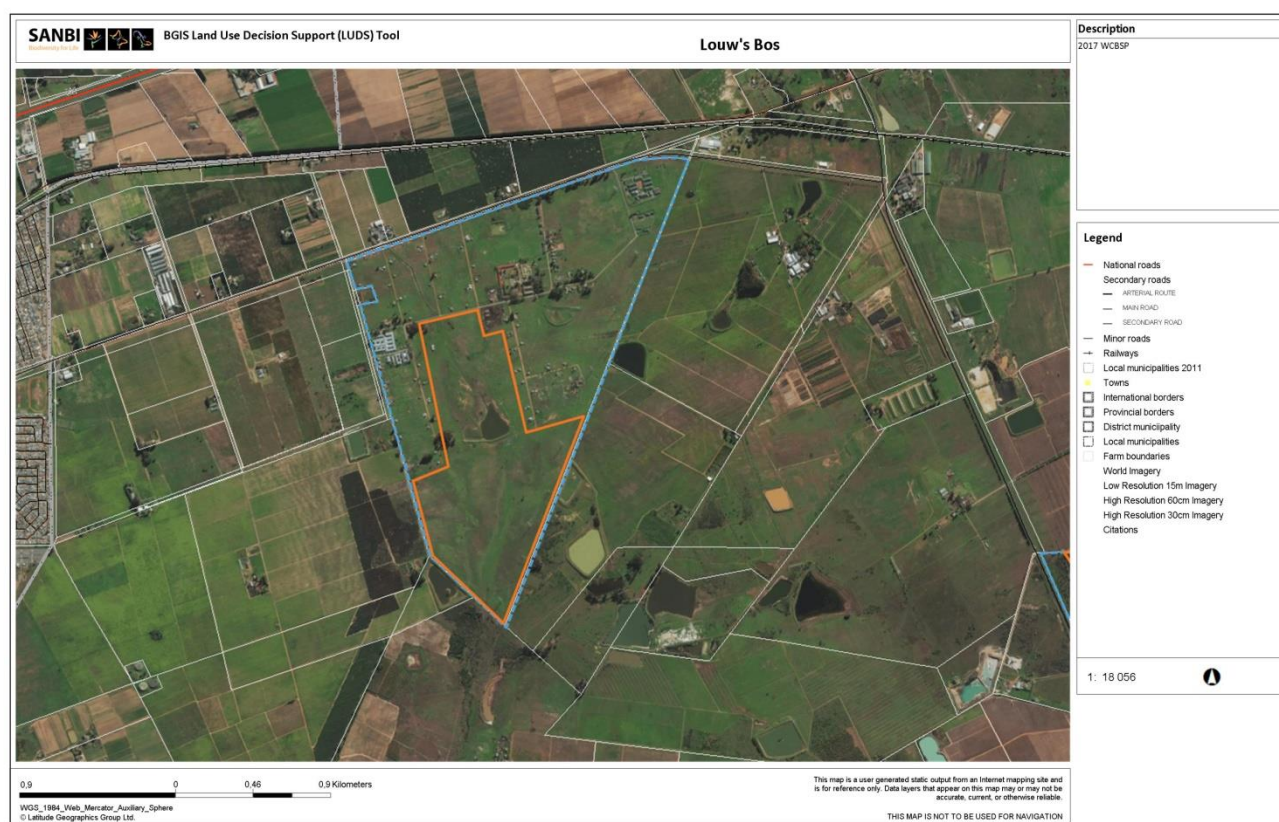 SANBI
Biodiversity for Life
BGIS Land Use Decision Support (LUDS) Tool
Louw's Bos
Description
2017 WCBSP
Legend
National roads
Secondary roads
ARTERIAL ROUTE
MAIN ROAD
SECONDARY ROAD
Minor roads
Railways
Local municipalities 2011
Towns
International borders
Provincial borders
District municiipality
Local municipalities
Farm boundaries
World Imagery
Low Resolution 15m Imagery
High Resolution 60cm Imagery
High Resolution 30cm Imagery
Citations
1: 18 056
0,9 0 0,46 0,9 Kilometers
WGS_1984_Web_Mercator_Auxiliary_Sphere
© Latitude Geographics Group Ltd.
This map is a user generated static output from an Internet mapping site and
is for reference only. Data layers that appear on this map may or may not be
accurate, current, or otherwise reliable.
THIS MAP IS NOT TO BE USED FOR NAVIGATION